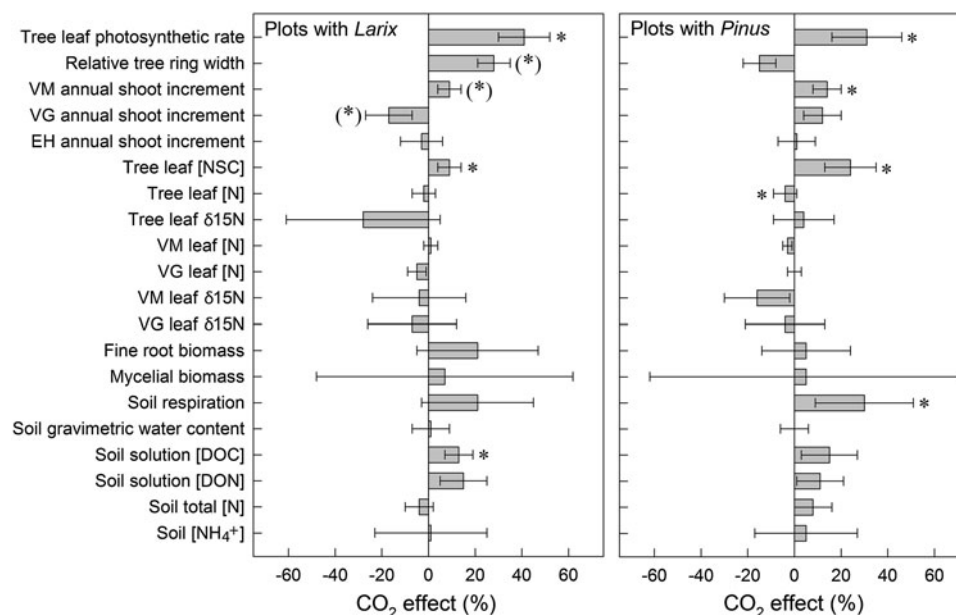 Plots with Larix
Plots with Pinus
Tree leaf photosynthetic rate
*
*
Relative tree ring width
(*)
VM annual shoot increment
(*)
*
VG annual shoot increment
(*)
EH annual shoot increment
Tree leaf [NSC]
*
*
Tree leaf [N]
*
Tree leaf δ15N
VM leaf [N]
VG leaf [N]
VM leaf δ15N
VG leaf δ15N
Fine root biomass
Mycelial biomass
Soil respiration
*
Soil gravimetric water content
Soil solution [DOC]
*
Soil solution [DON]
Soil total [N]
Soil [NH₄⁺]
-60 -40 -20 0 20 40 60
-60 -40 -20 0 20 40 60
CO₂ effect (%)
CO₂ effect (%)